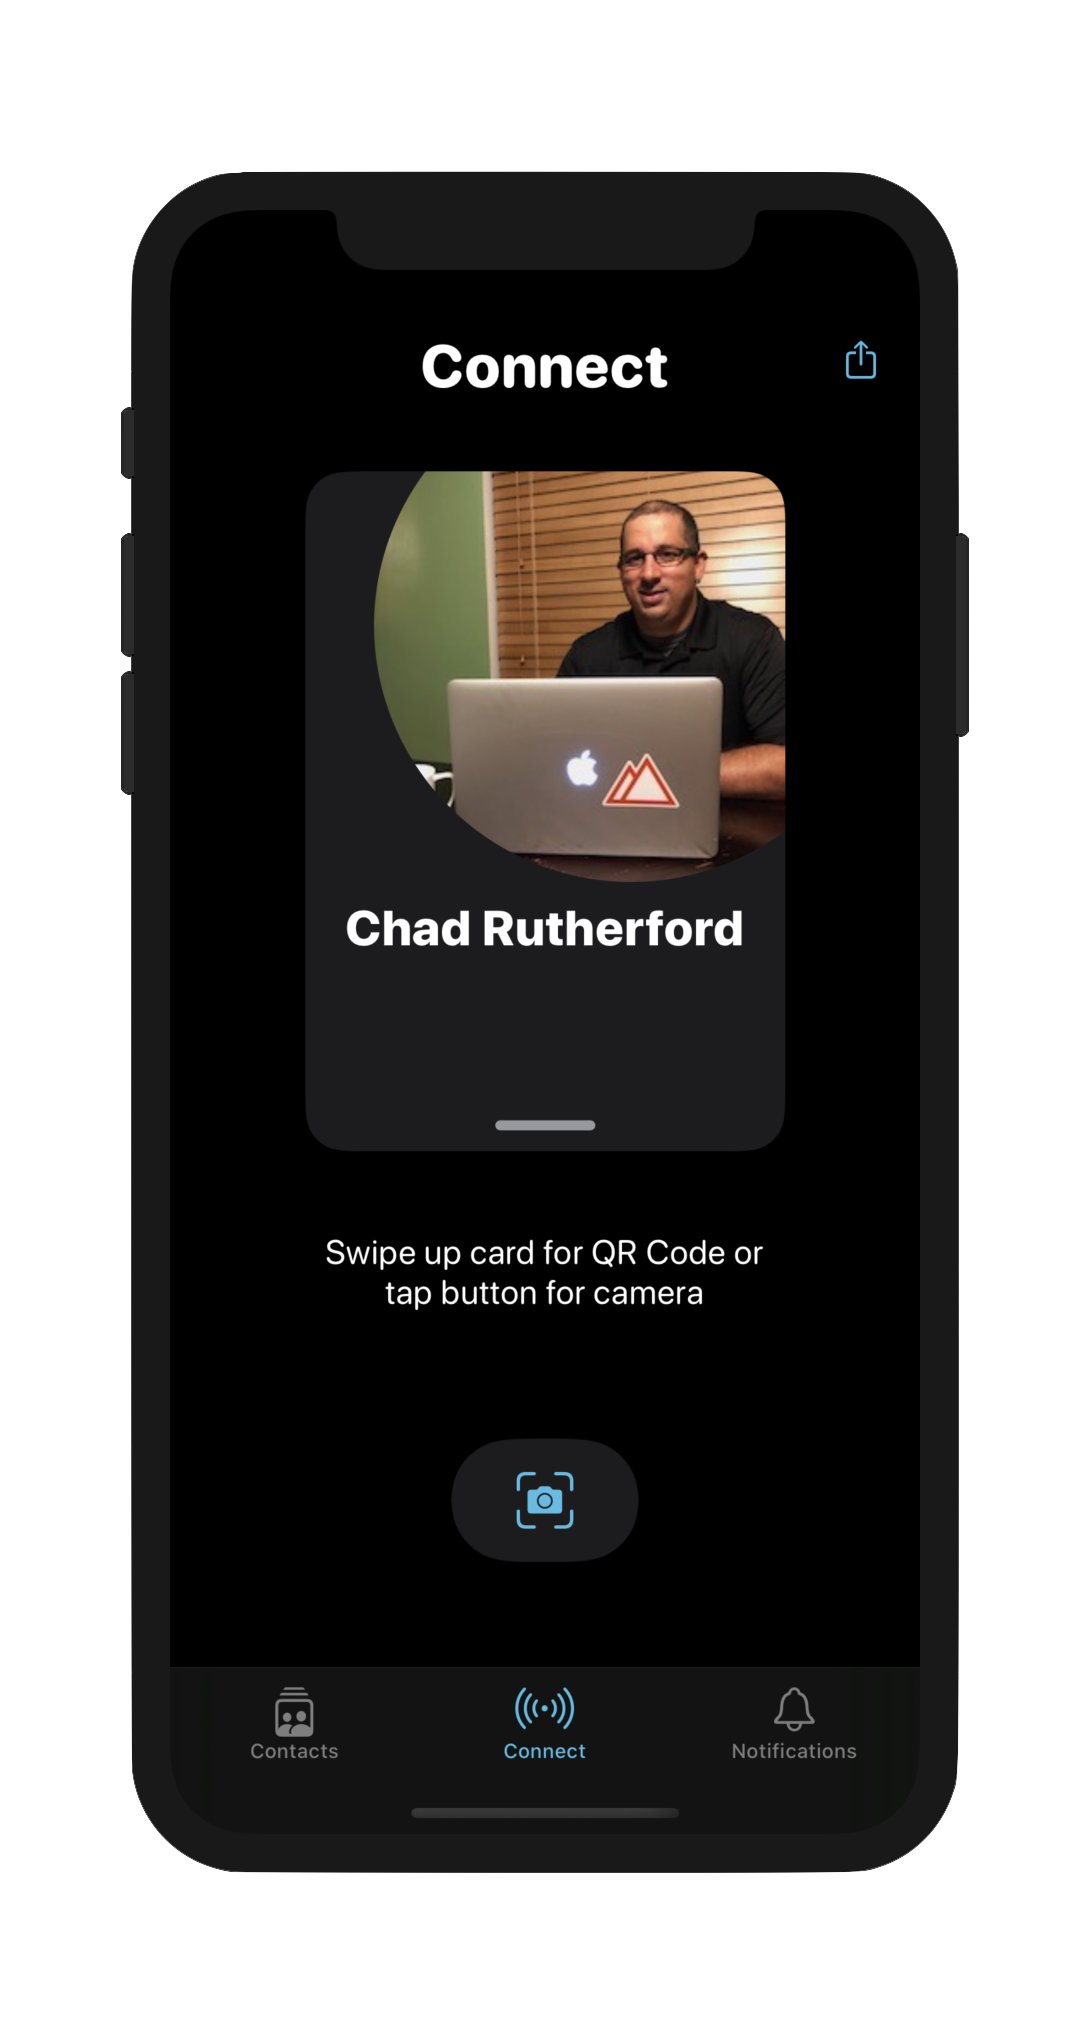 Connect
Chad Rutherford
Swipe up card for QR Code or
tap button for camera
Contacts
Connect
Notifications